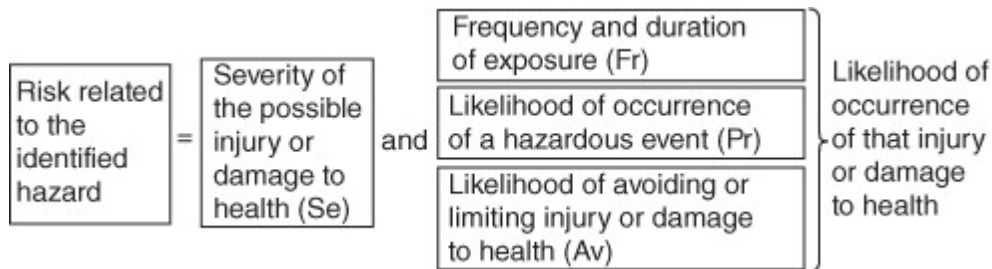 Risk related
to the
identified
hazard
=
Severity of
the possible
injury or
damage to
health (Se)
and
Frequency and duration
of exposure (Fr)
Likelihood of occurrence
of a hazardous event (Pr)
Likelihood of avoiding or
limiting injury or damage
to health (Av)
Likelihood of
occurrence
of that injury
or damage
to health